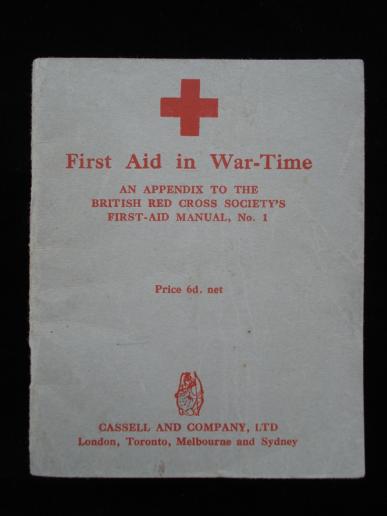 First Aid in War-Time
AN APPENDIX TO THE
BRITISH RED CROSS SOCIETY'S
FIRST-AID MANUAL, No. 1
Price 6d. net
CASSELL AND COMPANY, LTD
London, Toronto, Melbourne and Sydney